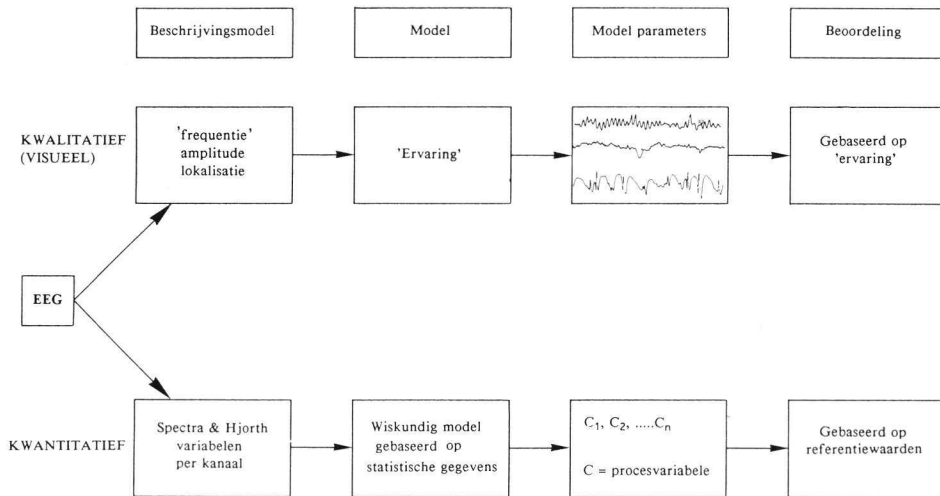 Beschrijvingsmodel
Model
Model parameters
Beoordeling
KWALITATIEF
(VISUEEL)
'frequentie'
amplitude
lokalisatie
'Ervaring'
Gebaseerd op
'ervaring'
EEG
KWANTITATIEF
Spectra & Hjorth
variabelen
per kanaal
Wiskundig model
gebaseerd op
statistische gegevens
C₁, C₂, .....Cₙ
C = procesvariabele
Gebaseerd op
referentiewaarden